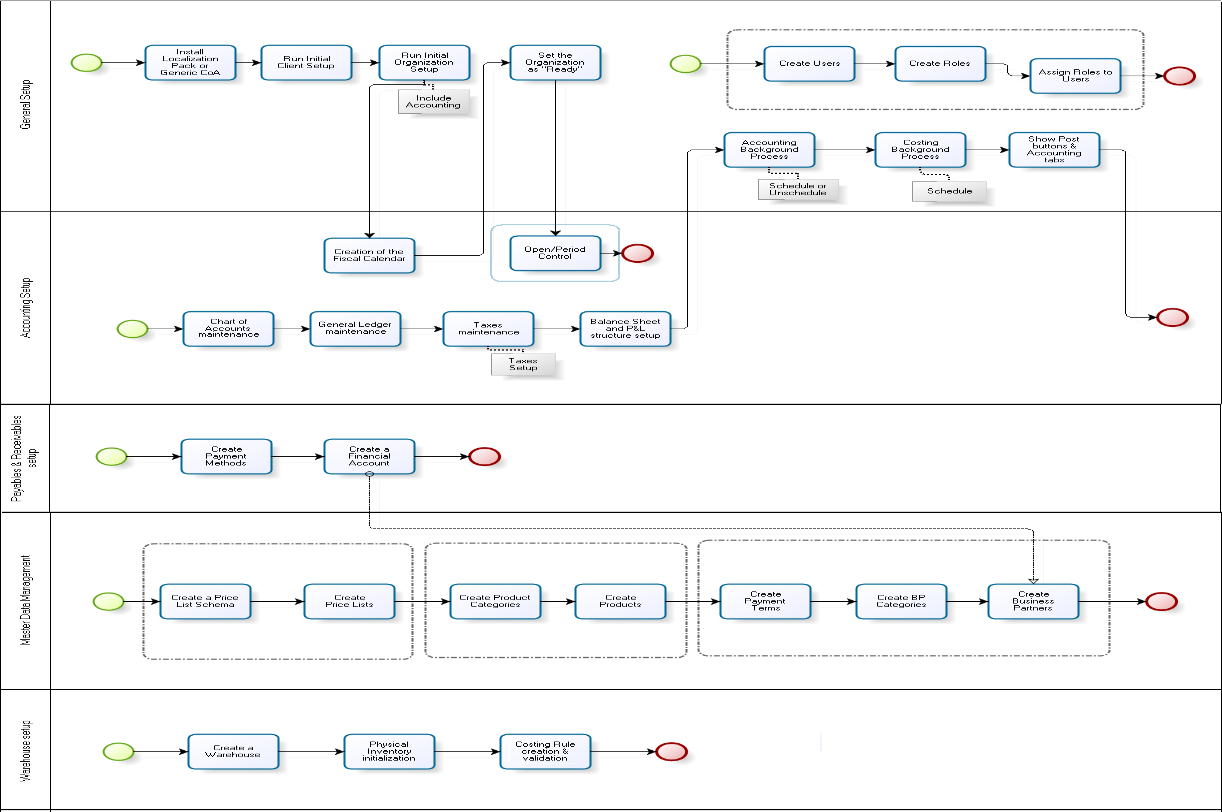 General Setup
Install
Localization
Pack or
Generic CoA
Run Initial
Client Setup
Run Initial
Organization
Setup
Include
Accounting
Set the
Organization
as "Ready"
Create Users
Create Roles
Assign Roles to
Users
Accounting
Background
Process
Schedule or
Unschedule
Costing
Background
Process
Schedule
Show Post
buttons &
Accounting
tabs
Accounting Setup
Creation of the
Fiscal Calendar
Open/Period
Control
Chart of
Accounts
maintenance
General Ledger
maintenance
Taxes
maintenance
Taxes
Setup
Balance Sheet
and P&L
structure setup
Payables & Receivables
setup
Create
Payment
Methods
Create a
Financial
Account
Master Data Management
Create a Price
List Schema
Create
Price Lists
Create Product
Categories
Create
Products
Create
Payment
Terms
Create BP
Categories
Create
Business
Partners
Warehouse setup
Create a
Warehouse
Physical
Inventory
initialization
Costing Rule
creation &
validation